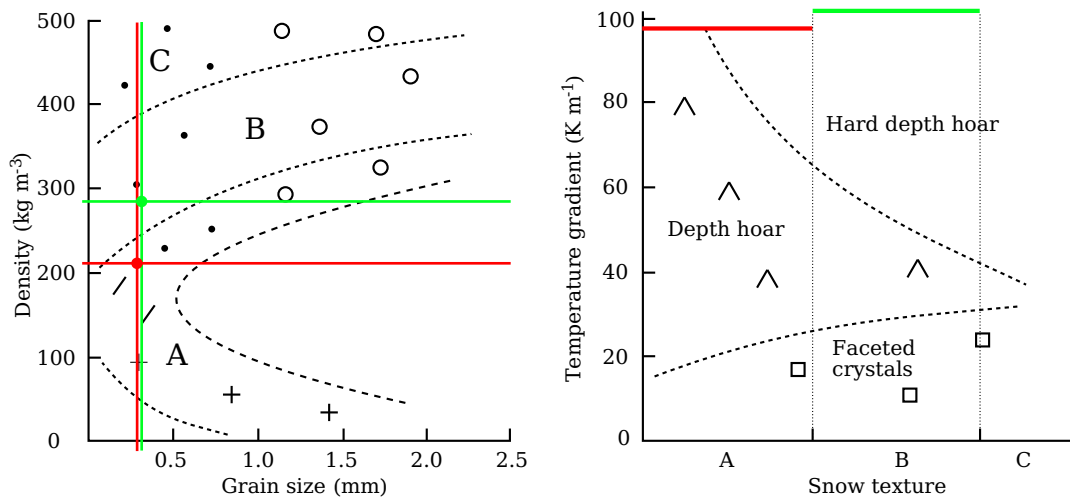 500
400
300
200
100
0
Density (kg m-3)
C
B
A
0.5
1.0
1.5
2.0
2.5
Grain size (mm)
100
80
60
40
20
0
Temperature gradient (K m-1)
Hard depth hoar
Depth hoar
Faceted
crystals
A
B
C
Snow texture